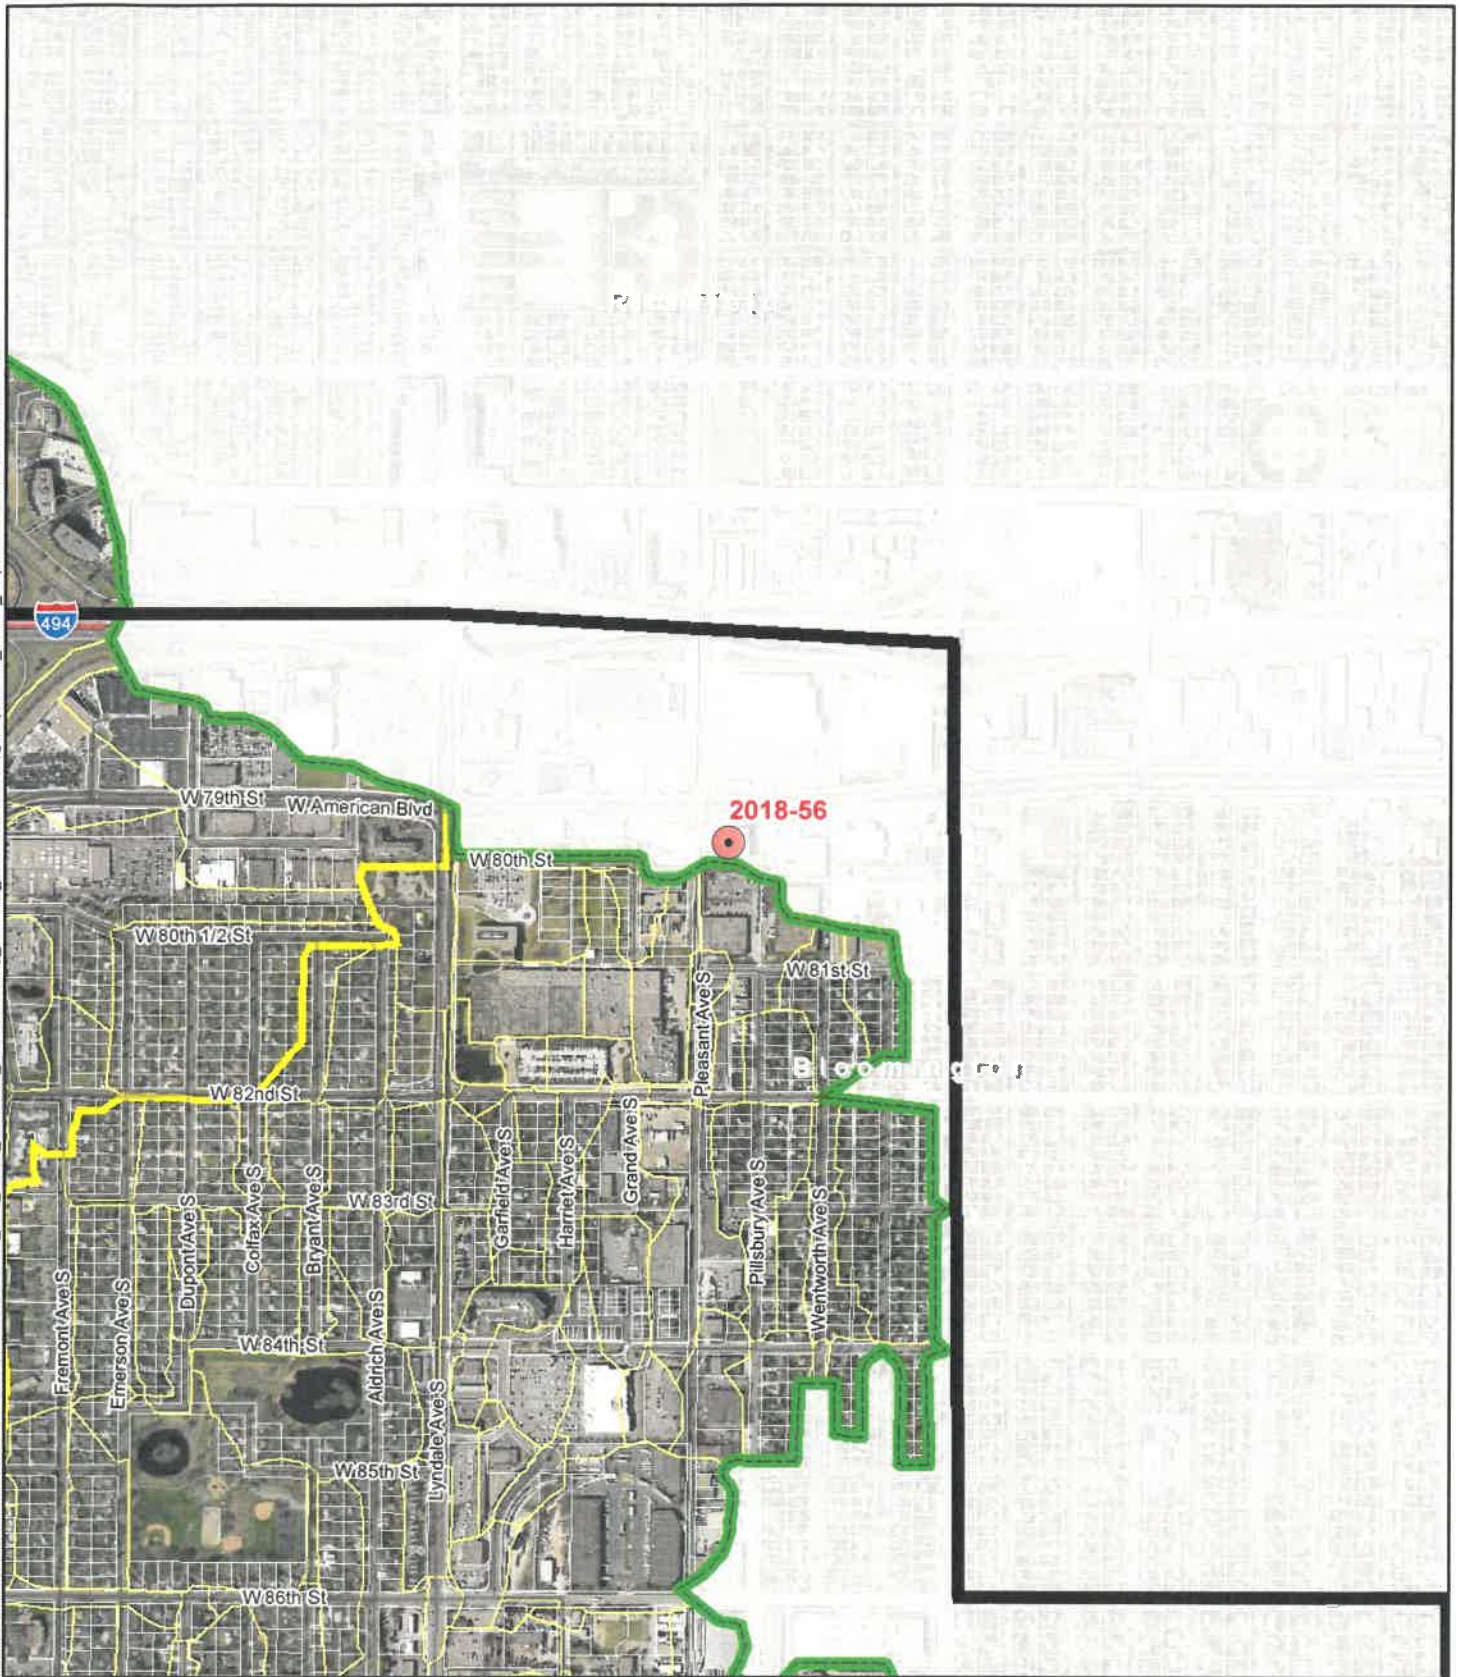 494
2018-56
W 79th St
W American Blvd
W 80th St
W 80th 1/2 St
W 81st St
Pleasant Ave S
Bloomington
W 82nd St
Garfield Ave S
Harriet Ave S
Grand Ave S
Pillsbury Ave S
Wentworth Ave S
W 83rd St
Dupont Ave S
Colfax Ave S
Bryant Ave S
Fremont Ave S
Emerson Ave S
Aldrich Ave S
W 84th St
Lyndale Ave S
W 85th St
W 86th St